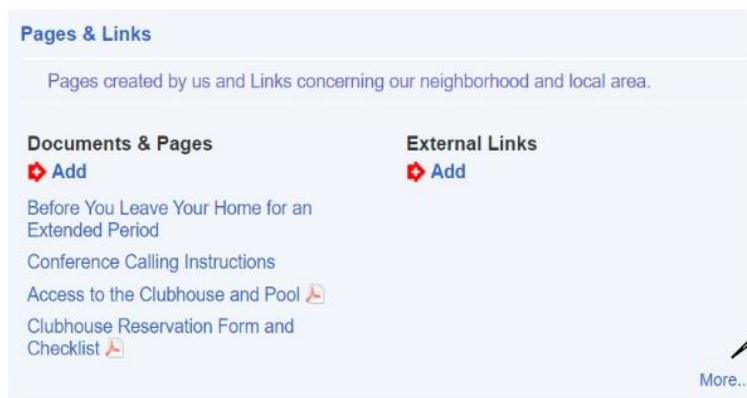 Pages & Links
Pages created by us and Links concerning our neighborhood and local area.
Documents & Pages
Add
Before You Leave Your Home for an
Extended Period
Conference Calling Instructions
Access to the Clubhouse and Pool
Clubhouse Reservation Form and
Checklist
External Links
Add
More..